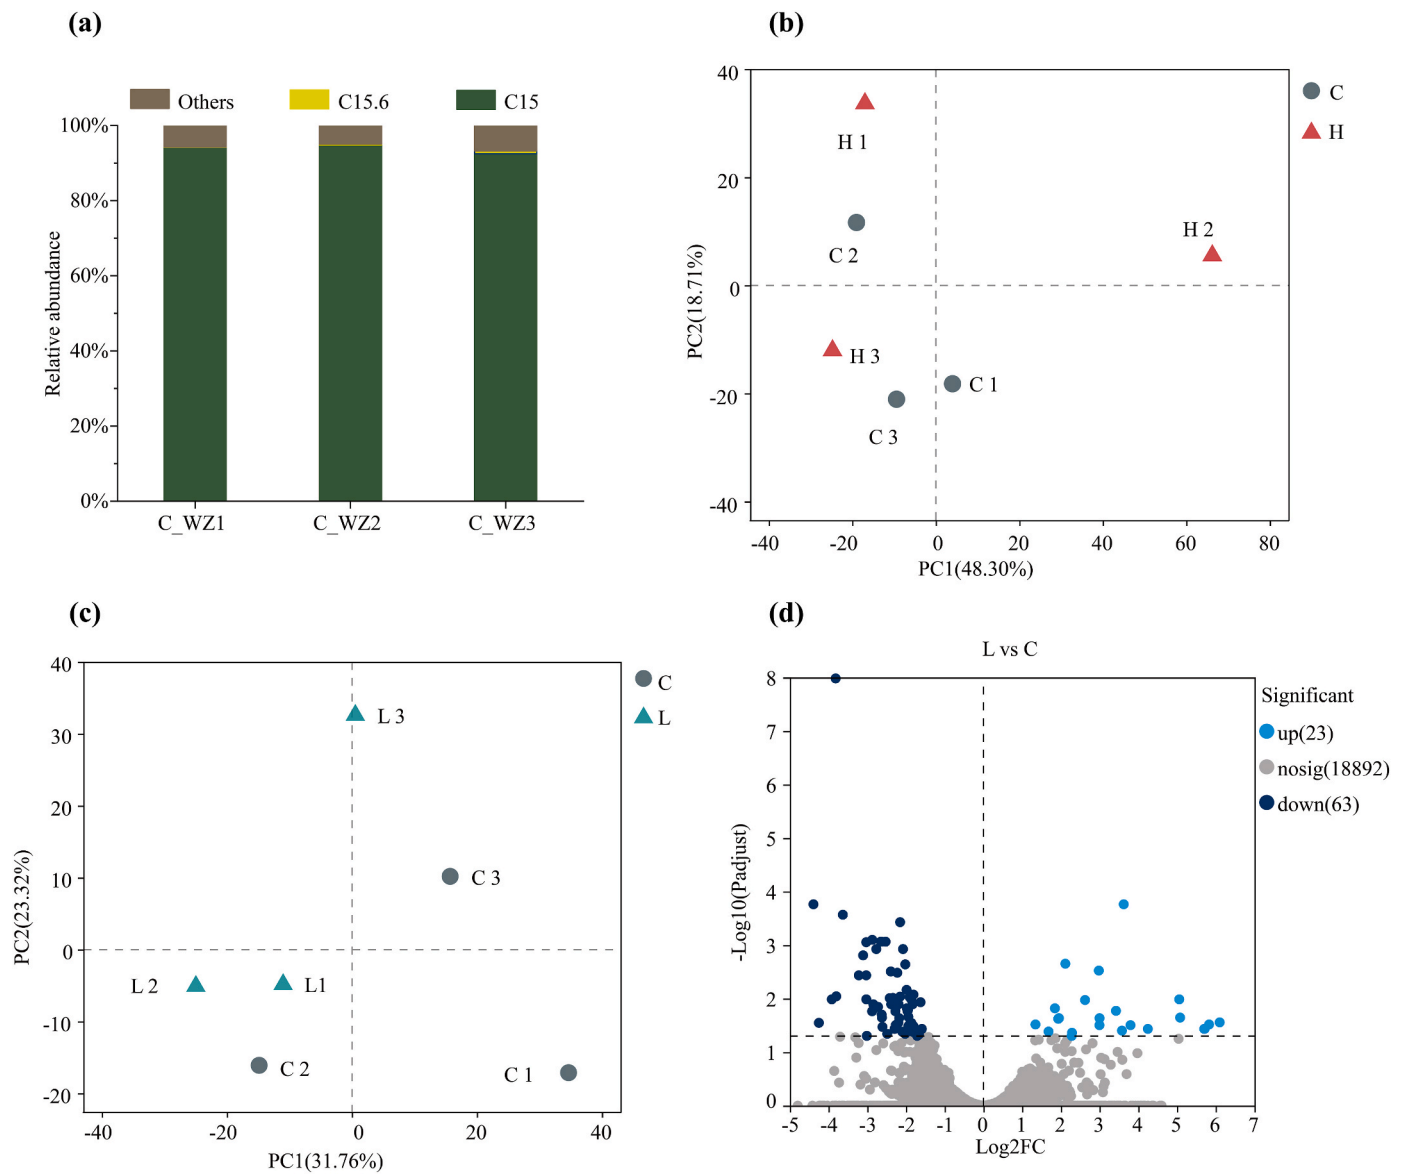 (a)
Others
C15.6
C15
100%
80%
60%
40%
20%
0%
Relative abundance
C_WZ1
C_WZ2
C_WZ3
(b)
C
H
40
20
0
-20
-40
PC2(18.71%)
H 1
C 2
H 2
H 3
C 1
C 3
-40
-20
0
20
40
60
80
PC1(48.30%)
(c)
C
L
40
30
20
10
0
-10
-20
PC2(23.32%)
L 3
C 3
L 2
L1
C 2
C 1
-40
-20
0
20
40
PC1(31.76%)
(d)
L vs C
Significant
up(23)
nosig(18892)
down(63)
8
7
6
5
4
3
2
1
0
-Log10(Padjust)
-5
-4
-3
-2
-1
0
1
2
3
4
5
6
7
Log2FC